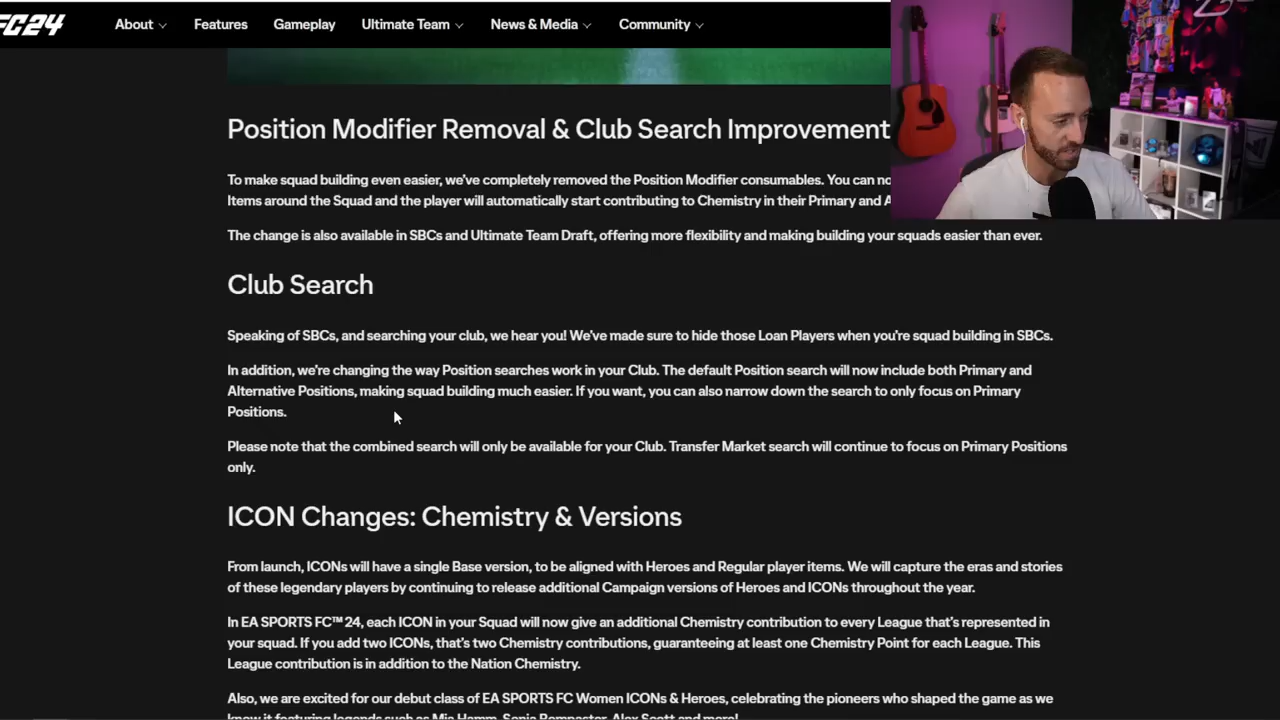 FC24
About
Features
Gameplay
Ultimate Team
News & Media
Community
Position Modifier Removal & Club Search Improvement
To make squad building even easier, we've completely removed the Position Modifier consumables. You can
Items around the Squad and the player will automatically start contributing to Chemistry in their Primary and
The change is also available in SBCs and Ultimate Team Draft, offering more flexibility and making building your squads easier than ever.
Club Search
Speaking of SBCs, and searching your club, we hear you! We've made sure to hide those Loan Players when you're squad building in SBCs.
In addition, we're changing the way Position searches work in your Club. The default Position search will now include both Primary and
Alternative Positions, making squad building much easier. If you want, you can also narrow down the search to only focus on Primary
Positions.
Please note that the combined search will only be available for your Club. Transfer Market search will continue to focus on Primary Positions
only.
ICON Changes: Chemistry & Versions
From launch, ICONs will have a single Base version, to be aligned with Heroes and Regular player items. We will capture the eras and stories
of these legendary players by continuing to release additional Campaign versions of Heroes and ICONs throughout the year.
In EA SPORTS FC™ 24, each ICON in your Squad will now give an additional Chemistry contribution to every League that's represented in
your squad. If you add two ICONs, that's two Chemistry contributions, guaranteeing at least one Chemistry Point for each League. This
League contribution is in addition to the Nation Chemistry.
Also, we are excited for our debut class of EA SPORTS FC Women ICONs & Heroes, celebrating the pioneers who shaped the game as we
know it featuring legends such as Mia Hamm, Sonia Bompastor, Alex Scott and more!